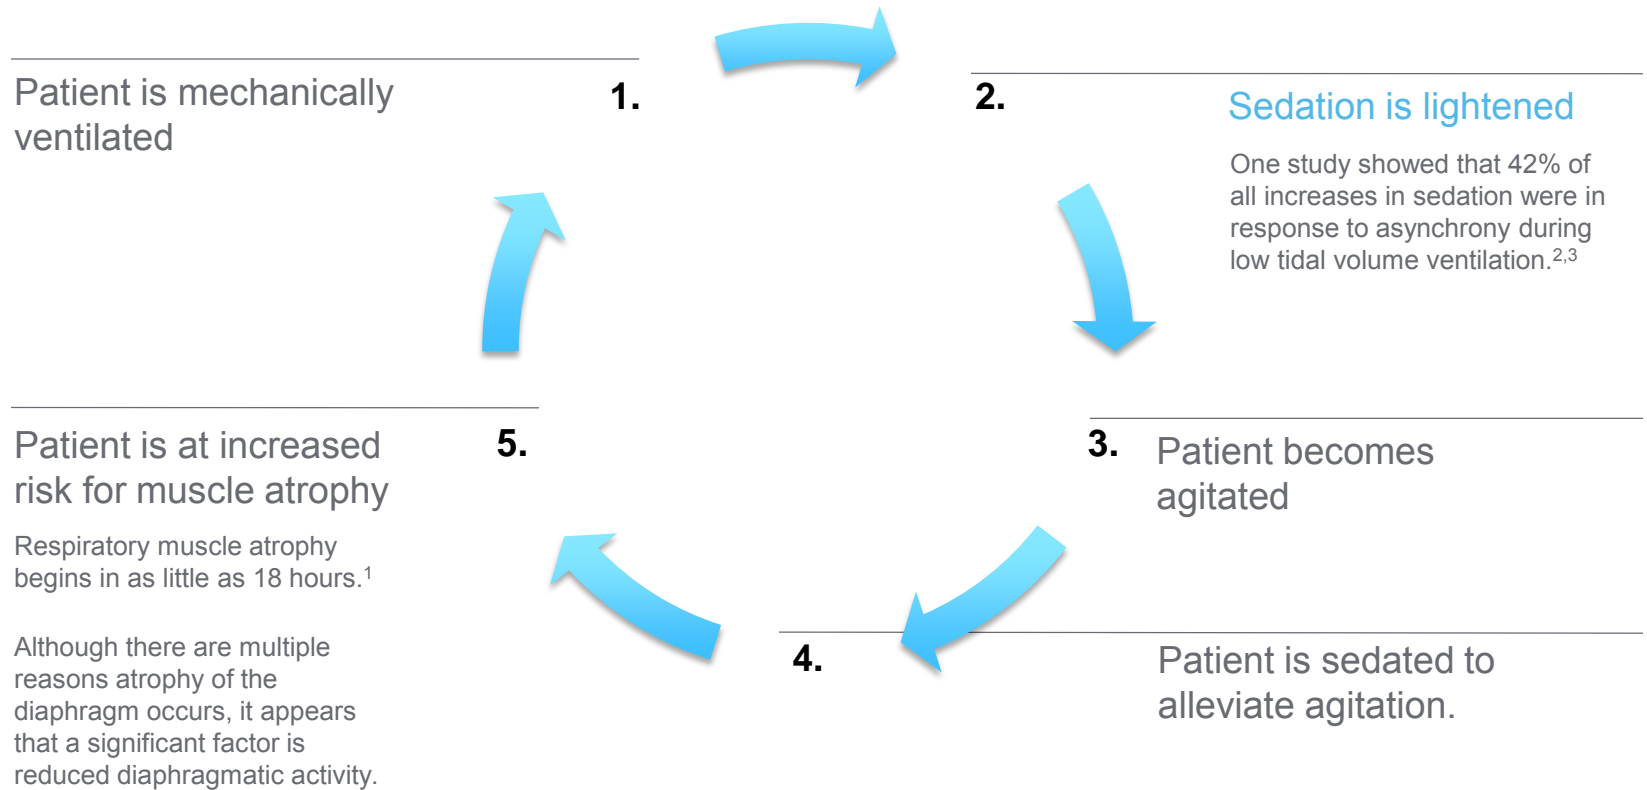 1.
Patient is mechanically
ventilated
2.
Sedation is lightened
One study showed that 42% of
all increases in sedation were in
response to asynchrony during
low tidal volume ventilation.2,3
3.
Patient becomes
agitated
4.
Patient is sedated to
alleviate agitation.
5.
Patient is at increased
risk for muscle atrophy
Respiratory muscle atrophy
begins in as little as 18 hours.1
Although there are multiple
reasons atrophy of the
diaphragm occurs, it appears
that a significant factor is
reduced diaphragmatic activity.